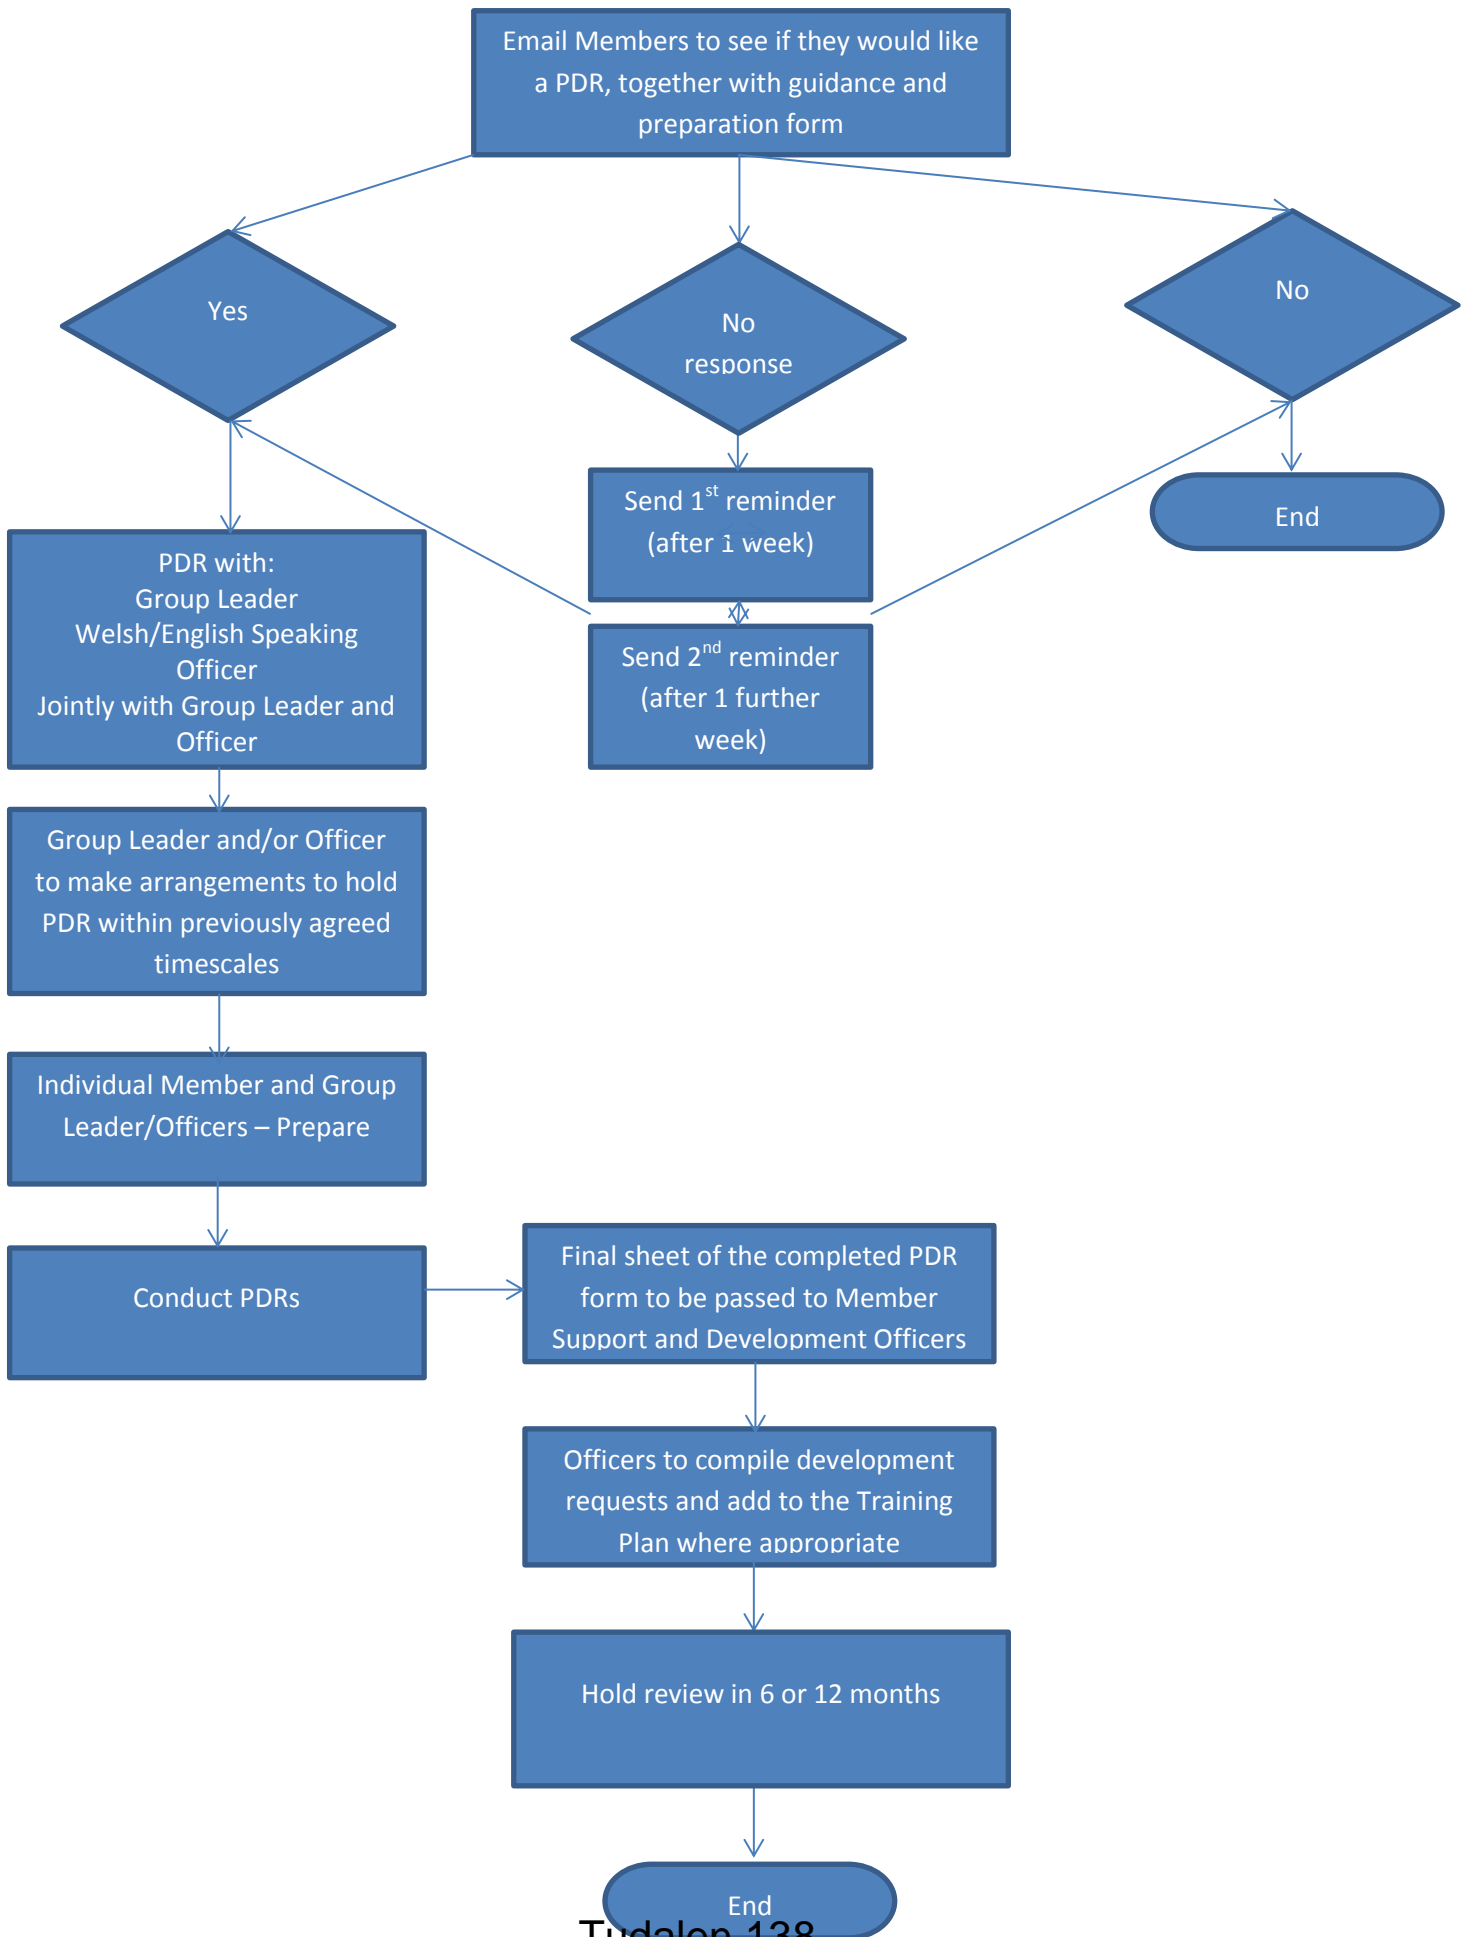 Email Members to see if they would like
a PDR, together with guidance and
preparation form
Yes
No
response
No
Send 1st reminder
(after 1 week)
End
PDR with:
Group Leader
Welsh/English Speaking
Officer
Jointly with Group Leader and
Officer
Send 2nd reminder
(after 1 further
week)
Group Leader and/or Officer
to make arrangements to hold
PDR within previously agreed
timescales
Individual Member and Group
Leader/Officers – Prepare
Conduct PDRs
Final sheet of the completed PDR
form to be passed to Member
Support and Development Officers
Officers to compile development
requests and add to the Training
Plan where appropriate
Hold review in 6 or 12 months
End
Tudalen 138